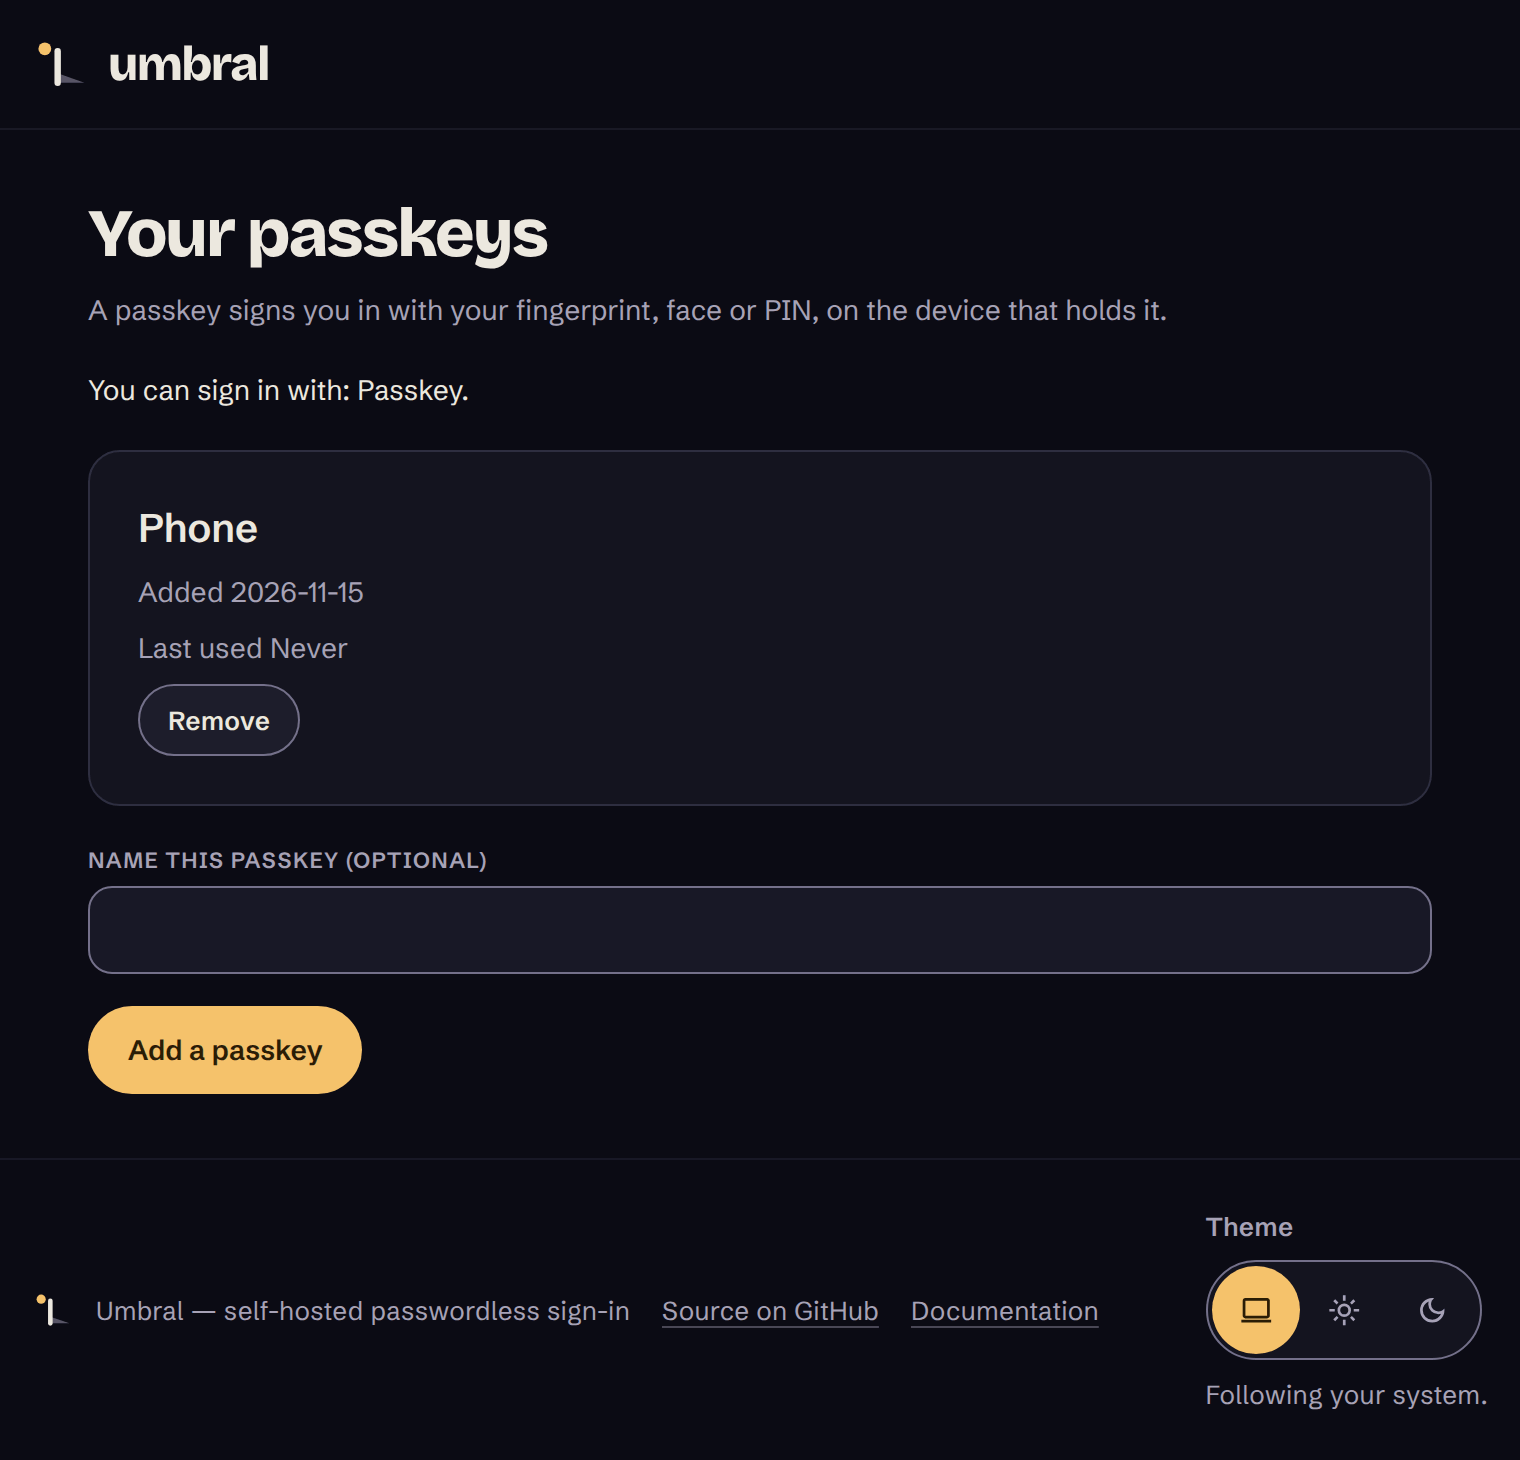 umbral
Your passkeys
A passkey signs you in with your fingerprint, face or PIN, on the device that holds it.
You can sign in with: Passkey.
Phone
Added 2026-11-15
Last used Never
Remove
NAME THIS PASSKEY (OPTIONAL)
Add a passkey
Theme
Umbral — self-hosted passwordless sign-in Source on GitHub Documentation
Following your system.